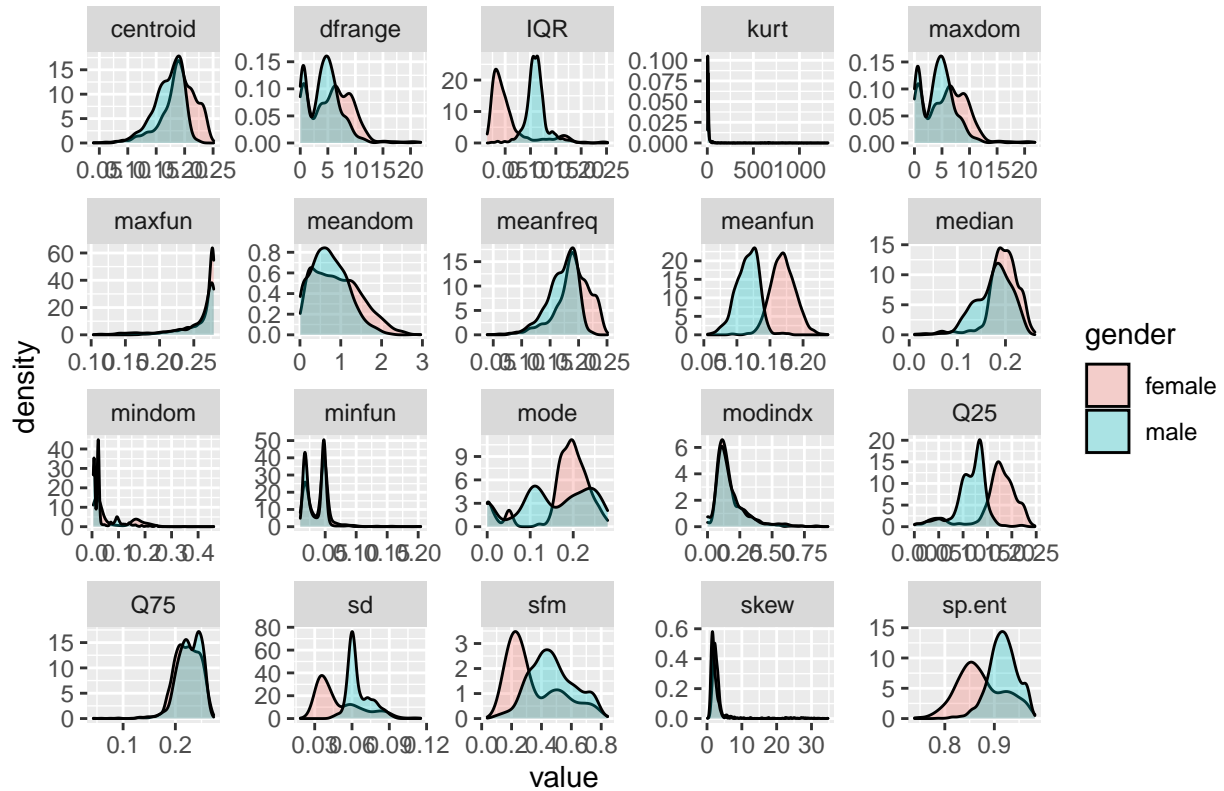 centroid dfrange IQR kurt maxdom
15 10 5 0
0.15 0.10 0.05 0.00
20 10 0
0.100 0.075 0.050 0.025 0.000
0.15 0.10 0.05 0.00
0.05 0.10 0.15 0.20 0.25
0 5 10 15 20
0.05 0.10 0.15 0.20 0.25
0 500 1000
0 5 10 15 20
maxfun meandom meanfreq meanfun median
60 40 20 0
0.8 0.6 0.4 0.2 0.0
15 10 5 0
20 15 10 5 0
15 10 5 0
0.10 0.15 0.20 0.25
0 1 2 3
0.05 0.10 0.15 0.20 0.25
0.05 0.10 0.15 0.20
0.0 0.1 0.2
mindom minfun mode modindx Q25
40 30 20 10 0
50 40 30 20 10 0
9 6 3 0
6 4 2 0
20 15 10 5 0
0.0 0.1 0.2 0.3 0.4
0.05 0.10 0.15 0.20
0.0 0.1 0.2
0.00 0.25 0.50 0.75
0.00 0.05 0.10 0.15 0.20 0.25
Q75 sd sfm skew sp.ent
15 10 5 0
80 60 40 20 0
3 2 1 0
0.6 0.4 0.2 0.0
15 10 5 0
0.1 0.2
0.03 0.06 0.09 0.12
0.0 0.2 0.4 0.6 0.8
0 10 20 30
0.8 0.9
value
density
gender
female
male